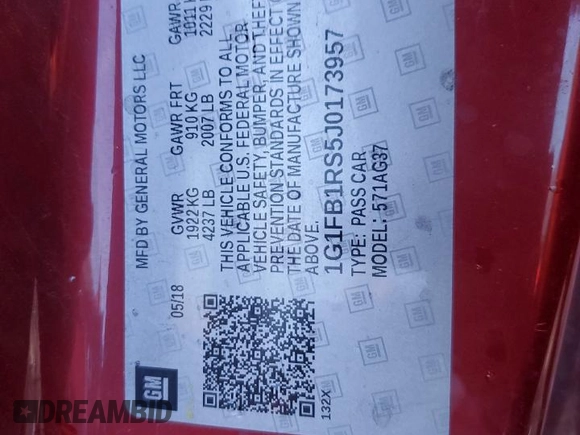 MFD BY GENERAL MOTORS LLC
05/18
GVWR GAWR FRT GAWR
1922 KG 910 KG 1011 K
4237 LB 2007 LB 2229
THIS VEHICLE CONFORMS TO ALL
APPLICABLE U.S. FEDERAL MOTOR
VEHICLE SAFETY, BUMPER, AND THEFT
PREVENTION STANDARDS IN EFFECT O
THE DATE OF MANUFACTURE SHOWN
ABOVE.
1G1FB1RS5J0173957
TYPE: PASS CAR
MODEL: 571AG37
132X
GM
DREAMBID